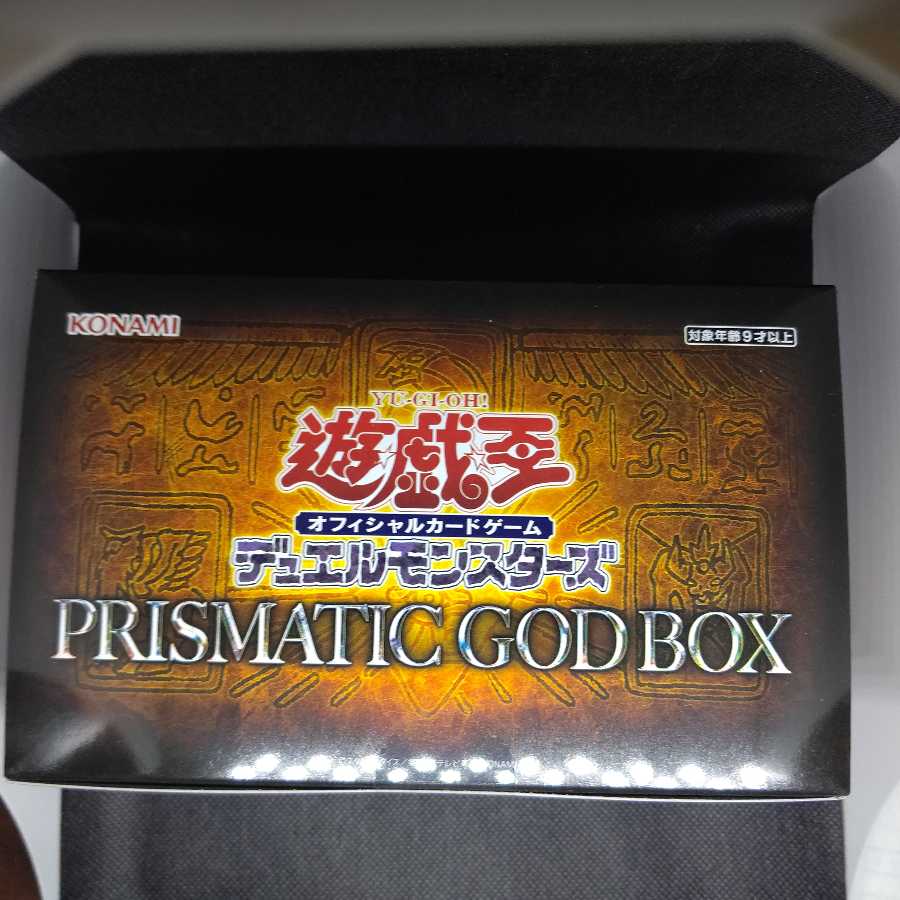 KONAMI
対象年齢9才以上
YU-GI-OH!
遊戯王
オフィシャルカードゲーム
デュエルモンスターズ
PRISMATIC GOD BOX